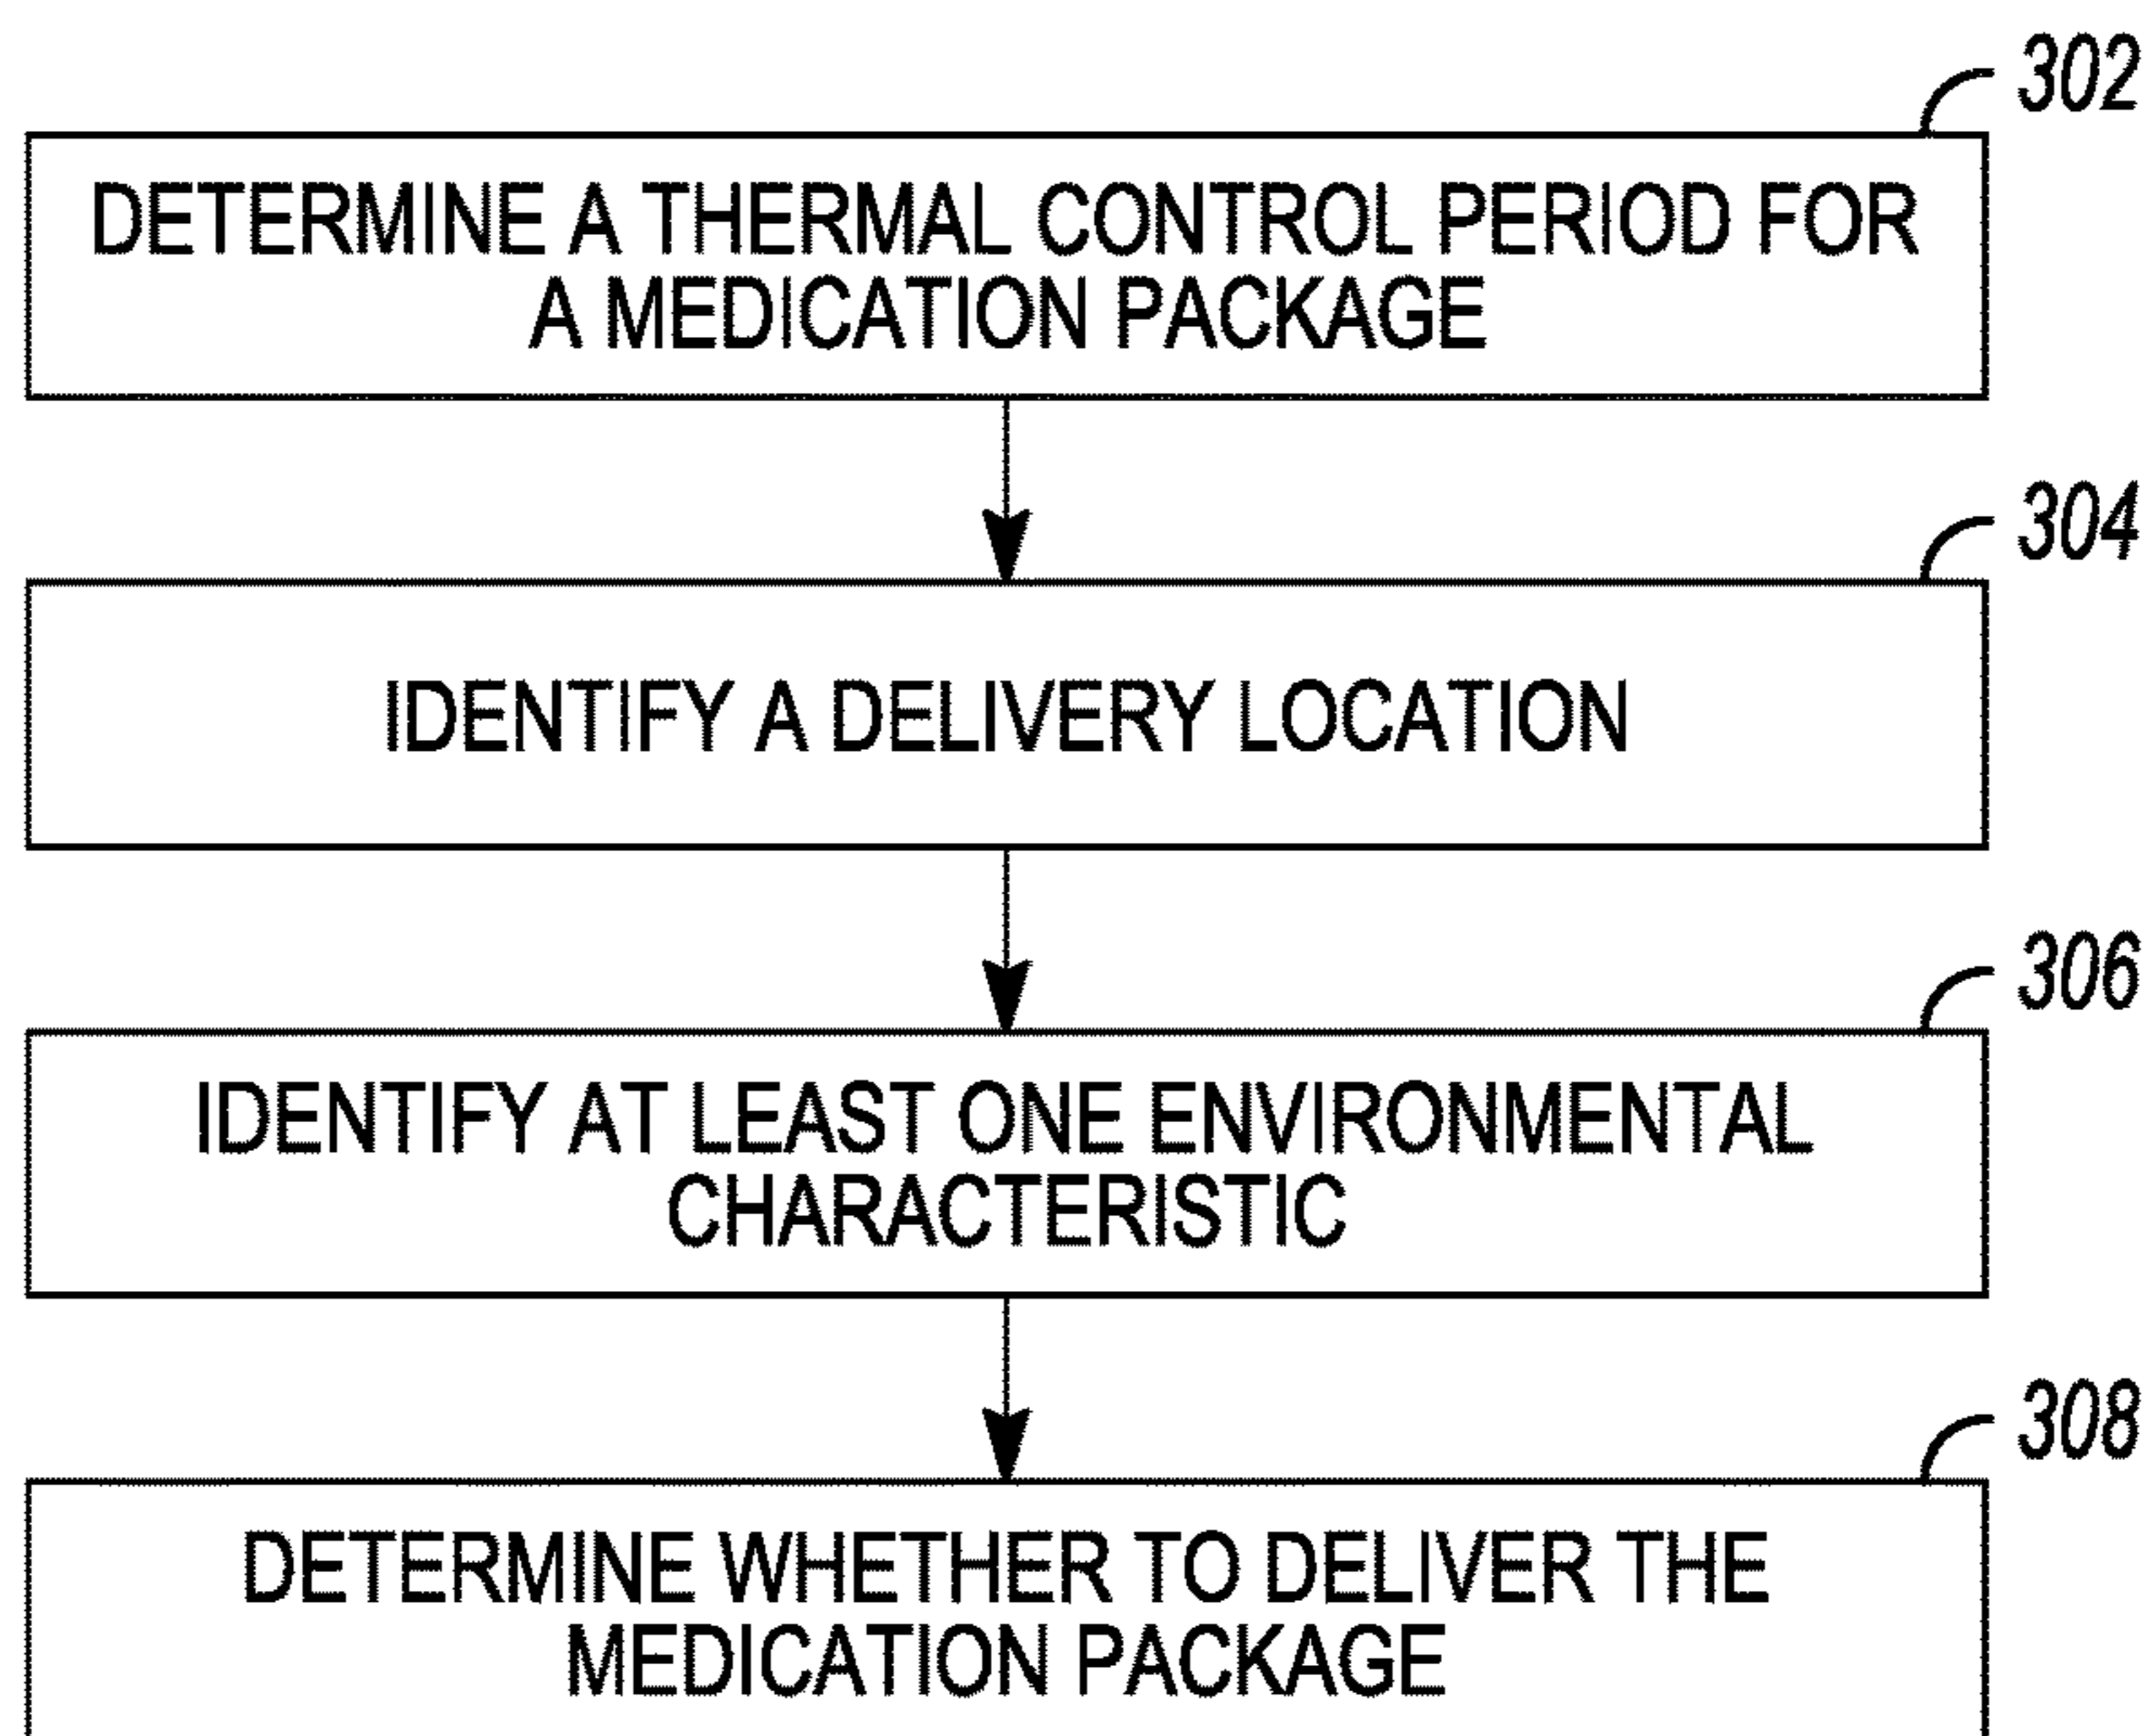 302
DETERMINE A THERMAL CONTROL PERIOD FOR
A MEDICATION PACKAGE
304
IDENTIFY A DELIVERY LOCATION
306
IDENTIFY AT LEAST ONE ENVIRONMENTAL
CHARACTERISTIC
308
DETERMINE WHETHER TO DELIVER THE
MEDICATION PACKAGE